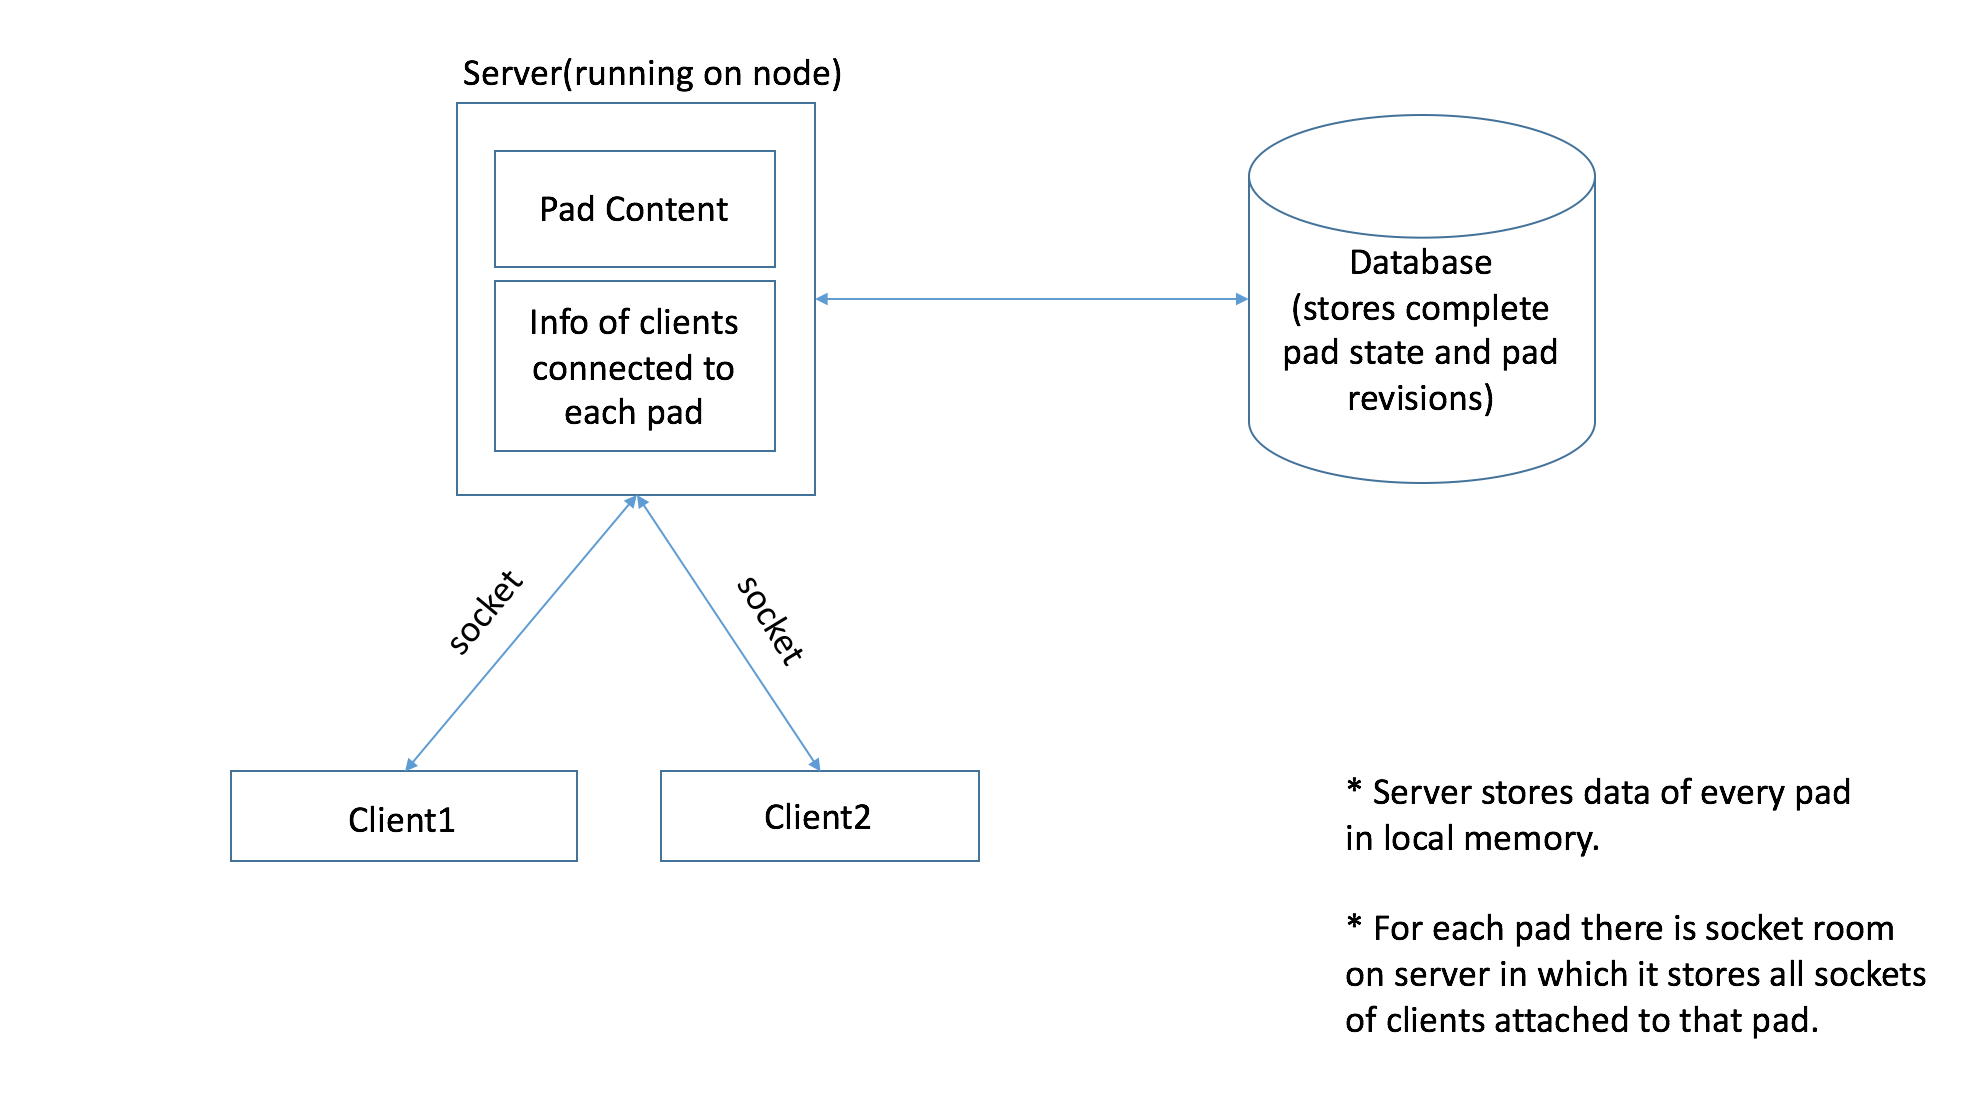 Server(running on node)
Pad Content
Info of clients
connected to
each pad
Database
(stores complete
pad state and pad
revisions)
socket
socket
Client1
Client2
* Server stores data of every pad
in local memory.
* For each pad there is socket room
on server in which it stores all sockets
of clients attached to that pad.